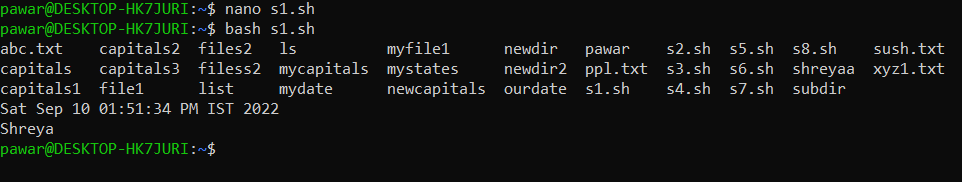 pawar@DESKTOP-HK7JURI:~$ nano s1.sh
pawar@DESKTOP-HK7JURI:~$ bash s1.sh
abc.txt capitals2 files2 ls myfile1 newdir pawar s2.sh s5.sh s8.sh sush.txt
capitals capitals3 filess2 mycapitals mystates newdir2 ppl.txt s3.sh s6.sh shreyaa xyz1.txt
capitals1 file1 list mydate newcapitals ourdate s1.sh s4.sh s7.sh subdir
Sat Sep 10 01:51:34 PM IST 2022
Shreya
pawar@DESKTOP-HK7JURI:~$